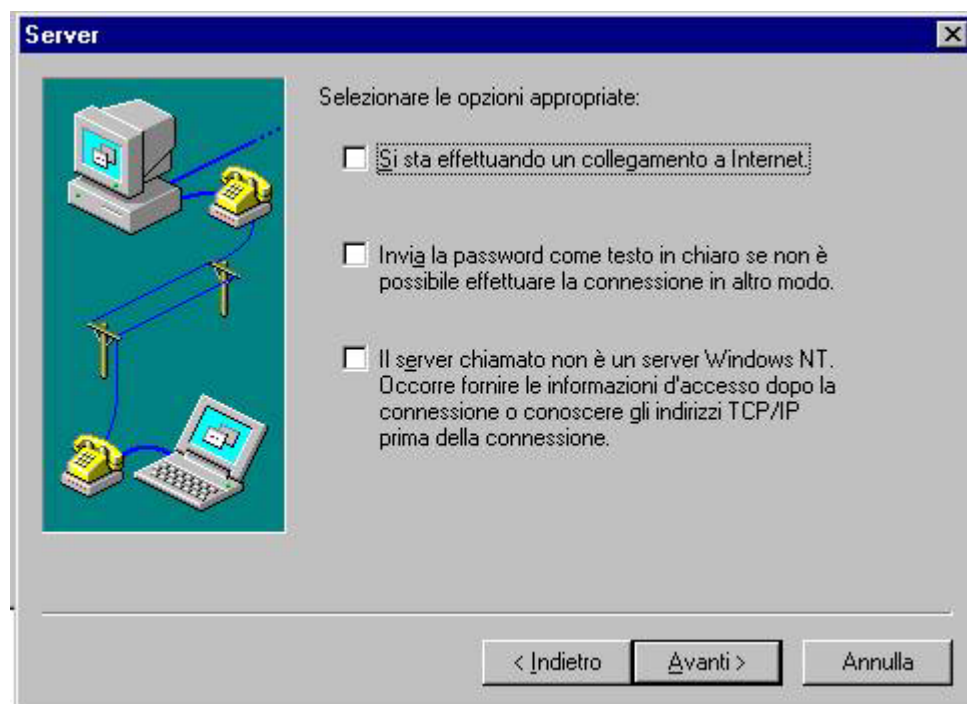 Server
Selezionare le opzioni appropriate:
Si sta effettuando un collegamento a Internet.
Invia la password come testo in chiaro se non è
possibile effettuare la connessione in altro modo.
Il server chiamato non è un server Windows NT.
Occorre fornire le informazioni d'accesso dopo la
connessione o conoscere gli indirizzi TCP/IP
prima della connessione.
< Indietro
Avanti >
Annulla